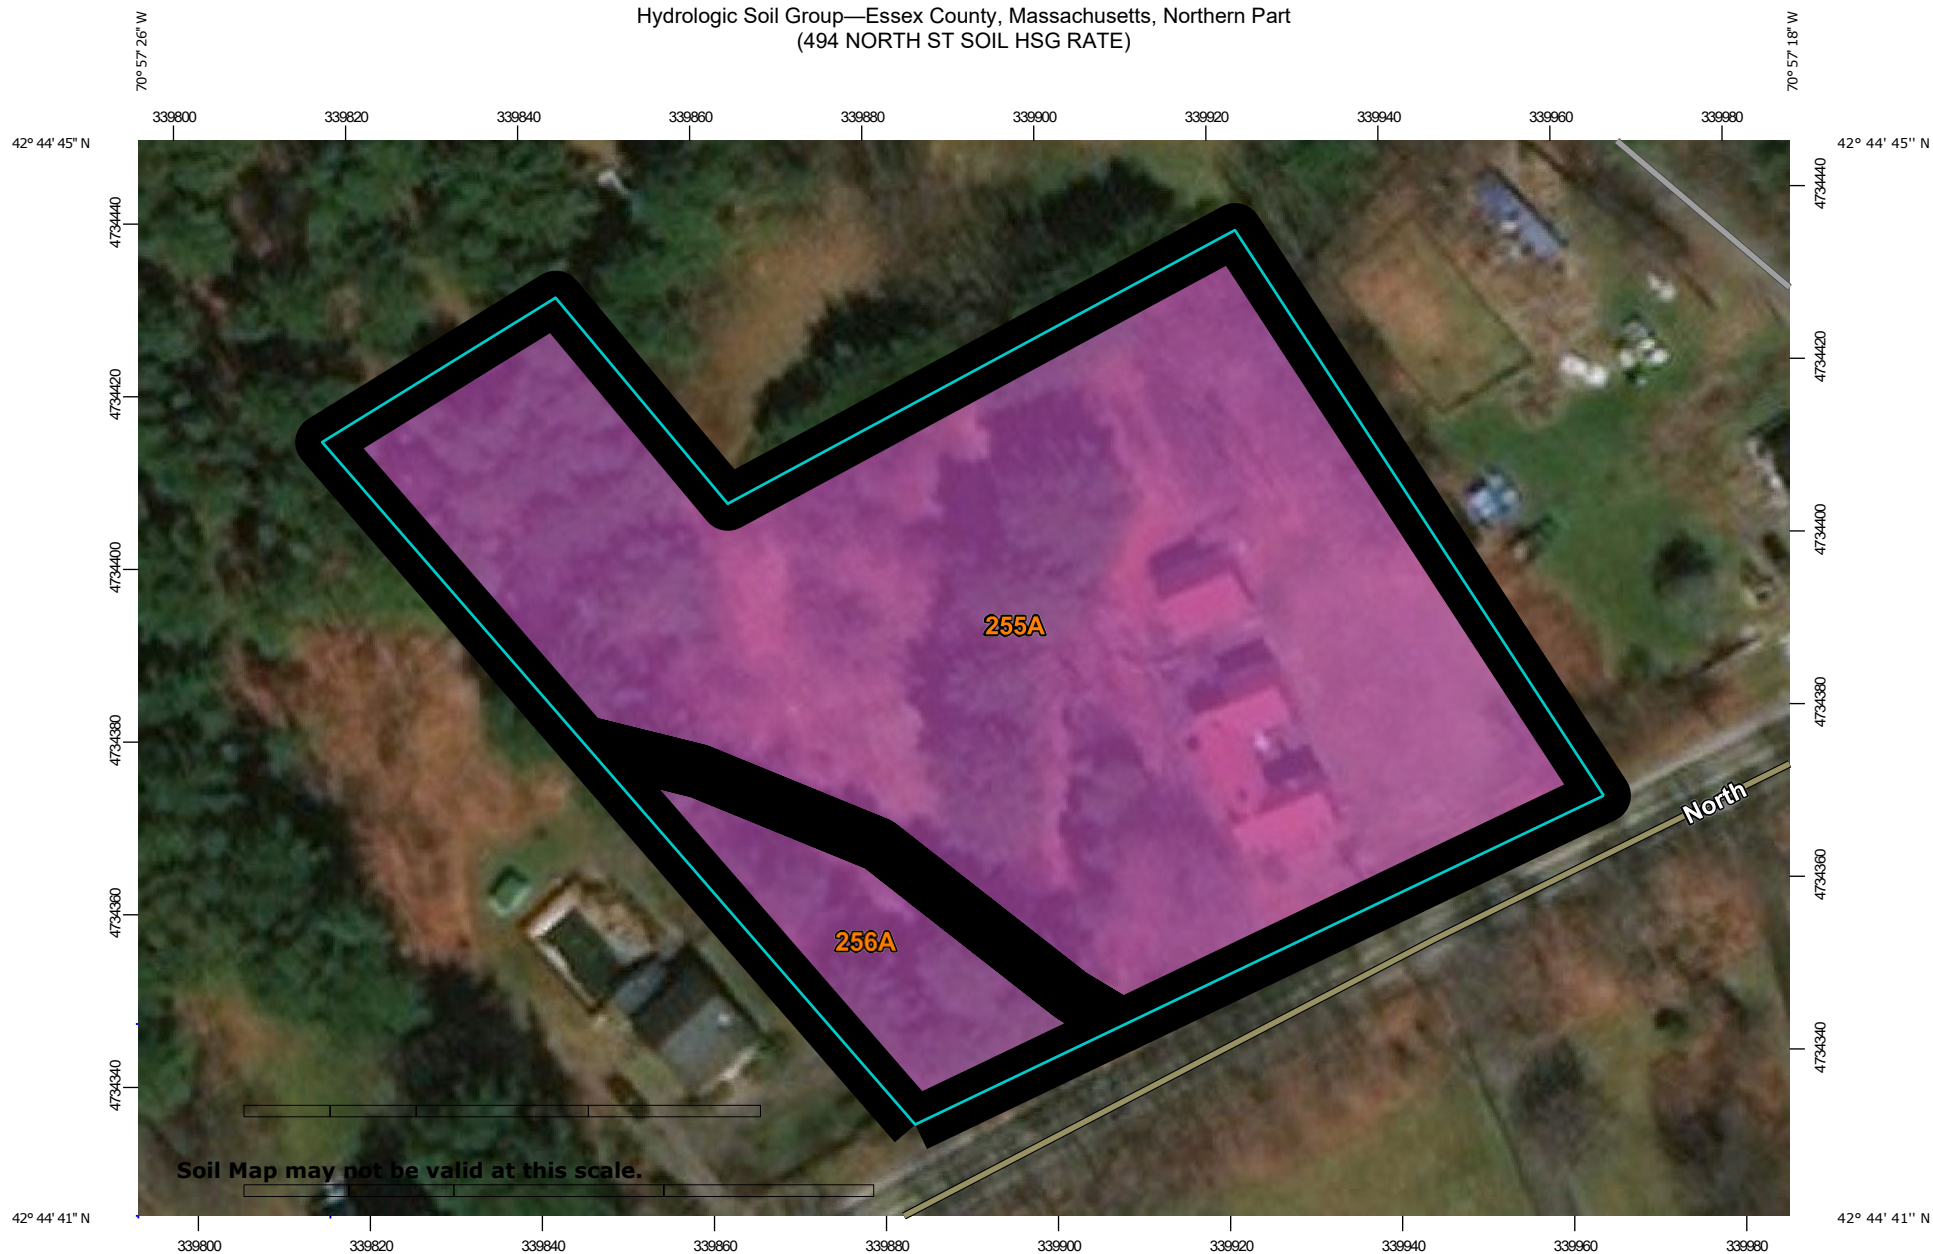 Hydrologic Soil Group—Essex County, Massachusetts, Northern Part
(494 NORTH ST SOIL HSG RATE)
70° 57' 26" W
70° 57' 18" W
339800 339820 339840 339860 339880 339900 339920 339940 339960 339980
42° 44' 45" N
42° 44' 45" N
4734440
4734440
4734420
4734420
4734400
4734400
255A
4734380
4734380
North
4734360
4734360
256A
4734340
4734340
Soil Map may not be valid at this scale.
42° 44' 41" N
42° 44' 41" N
339800 339820 339840 339860 339880 339900 339920 339940 339960 339980